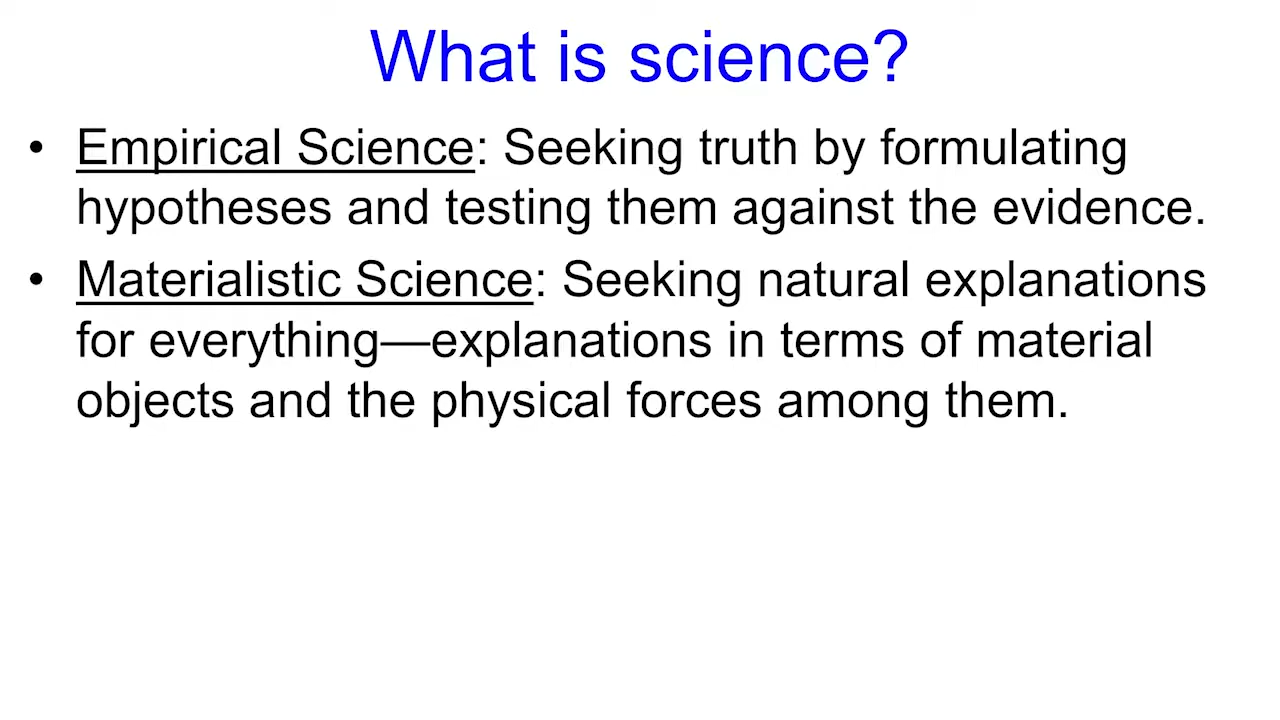 What is science?
• Empirical Science: Seeking truth by formulating
hypotheses and testing them against the evidence.
• Materialistic Science: Seeking natural explanations
for everything—explanations in terms of material
objects and the physical forces among them.